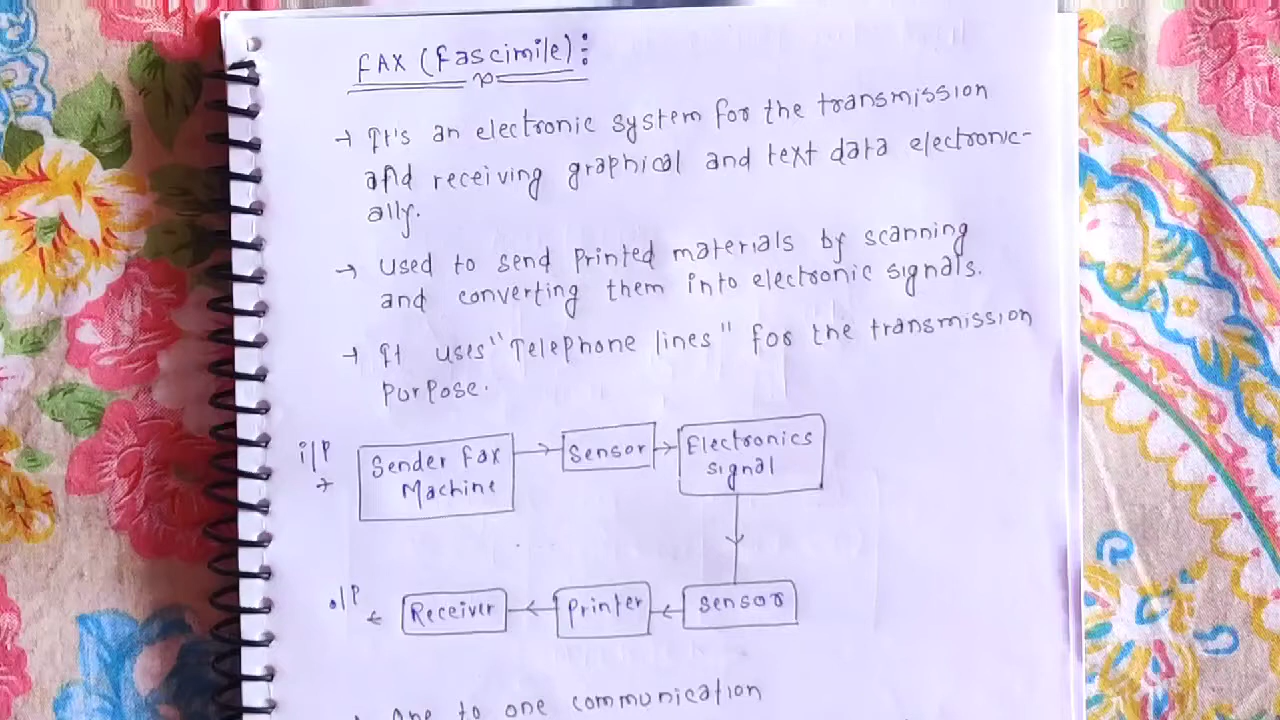 FAX (Fascimile):
→ It's an electronic system for the transmission
and receiving graphical and text data electronic-
ally.
→ Used to send Printed materials by scanning
and converting them into electronic signals.
→ It uses "Telephone lines" for the transmission
Purpose.
i/P → Sender Fax Machine → Sensor → Electronics signal
o/P ← Receiver ← Printer ← Sensor
One to one communication